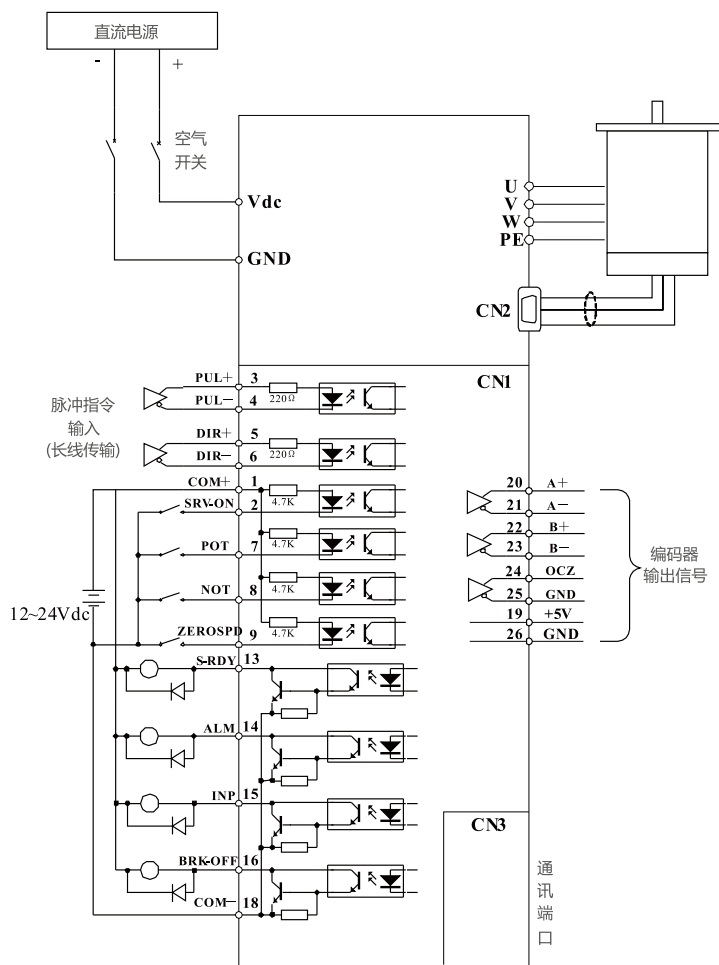 直流电源
- +
空气
开关
Vdc
GND
U
V
W
PE
CN2
CN1
脉冲指令
输入
(长线传输)
PUL+ 3
220Ω
PUL- 4
DIR+ 5
220Ω
DIR- 6
COM+ 1
4.7K
SRV-ON 2
POT 7
4.7K
NOT 8
4.7K
ZEROSPD 9
4.7K
12~24Vdc
S-RDY 13
ALM 14
INP 15
BRK-OFF 16
COM- 18
20 A+
21 A-
22 B+
23 B-
24 OCZ
25 GND
19 +5V
26 GND
编码器
输出信号
CN3
通
讯
端
口